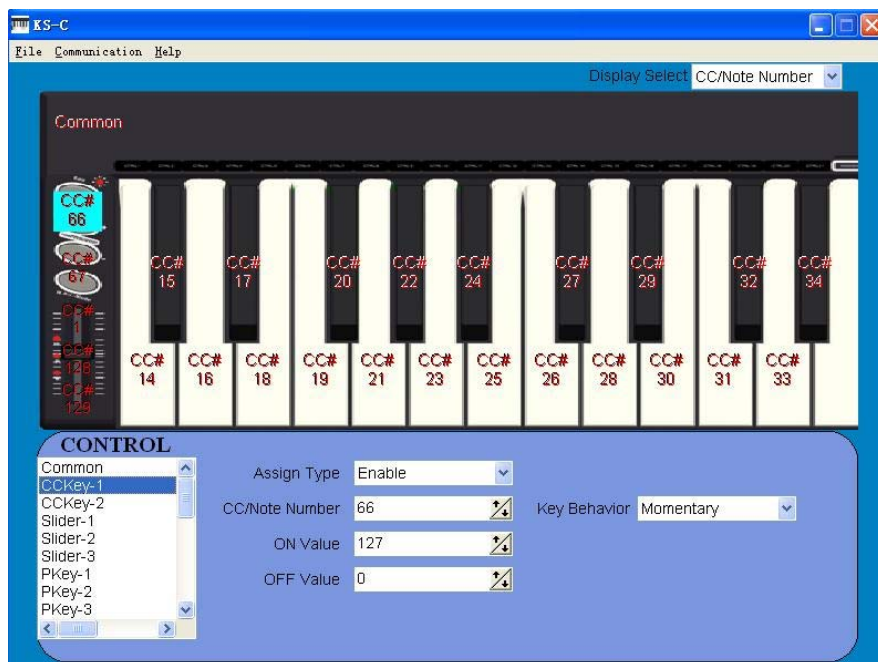 KS-C
File Communication Help
Display Select CC/Note Number
Common
CC# 66
CC# 67
CC# 1
CC# 128
CC# 129
CC# 15
CC# 17
CC# 20
CC# 22
CC# 24
CC# 27
CC# 29
CC# 32
CC# 34
CC# 14
CC# 16
CC# 18
CC# 19
CC# 21
CC# 23
CC# 25
CC# 26
CC# 28
CC# 30
CC# 31
CC# 33
CONTROL
Common
CCKey-1
CCKey-2
Slider-1
Slider-2
Slider-3
PKey-1
PKey-2
PKey-3
Assign Type Enable
CC/Note Number 66
Key Behavior Momentary
ON Value 127
OFF Value 0